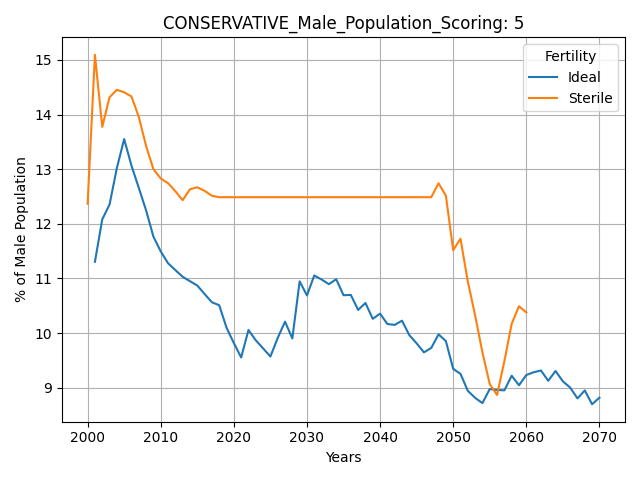 CONSERVATIVE_Male_Population_Scoring: 5
Fertility
Ideal
Sterile
% of Male Population
15
14
13
12
11
10
9
2000 2010 2020 2030 2040 2050 2060 2070
Years